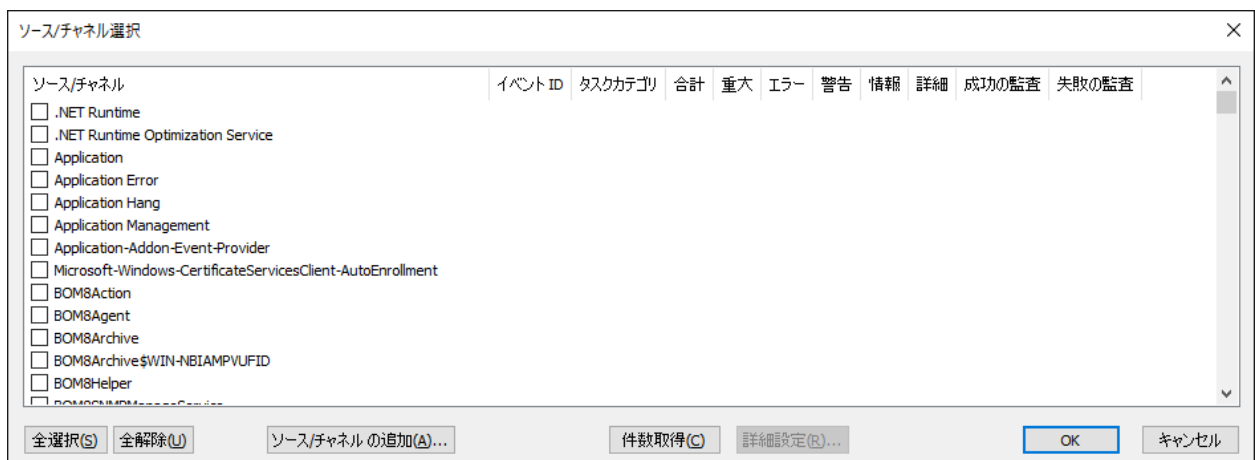 ソース/チャネル選択
ソース/チャネル イベント ID タスクカテゴリ 合計 重大 エラー 警告 情報 詳細 成功の監査 失敗の監査
.NET Runtime
.NET Runtime Optimization Service
Application
Application Error
Application Hang
Application Management
Application-Addon-Event-Provider
Microsoft-Windows-CertificateServicesClient-AutoEnrollment
BOM8Action
BOM8Agent
BOM8Archive
BOM8Archive$WIN-NBIAMPVUFID
BOM8Helper
全選択(S) 全解除(U) ソース/チャネル の追加(A)... 件数取得(C) 詳細設定(R)... OK キャンセル